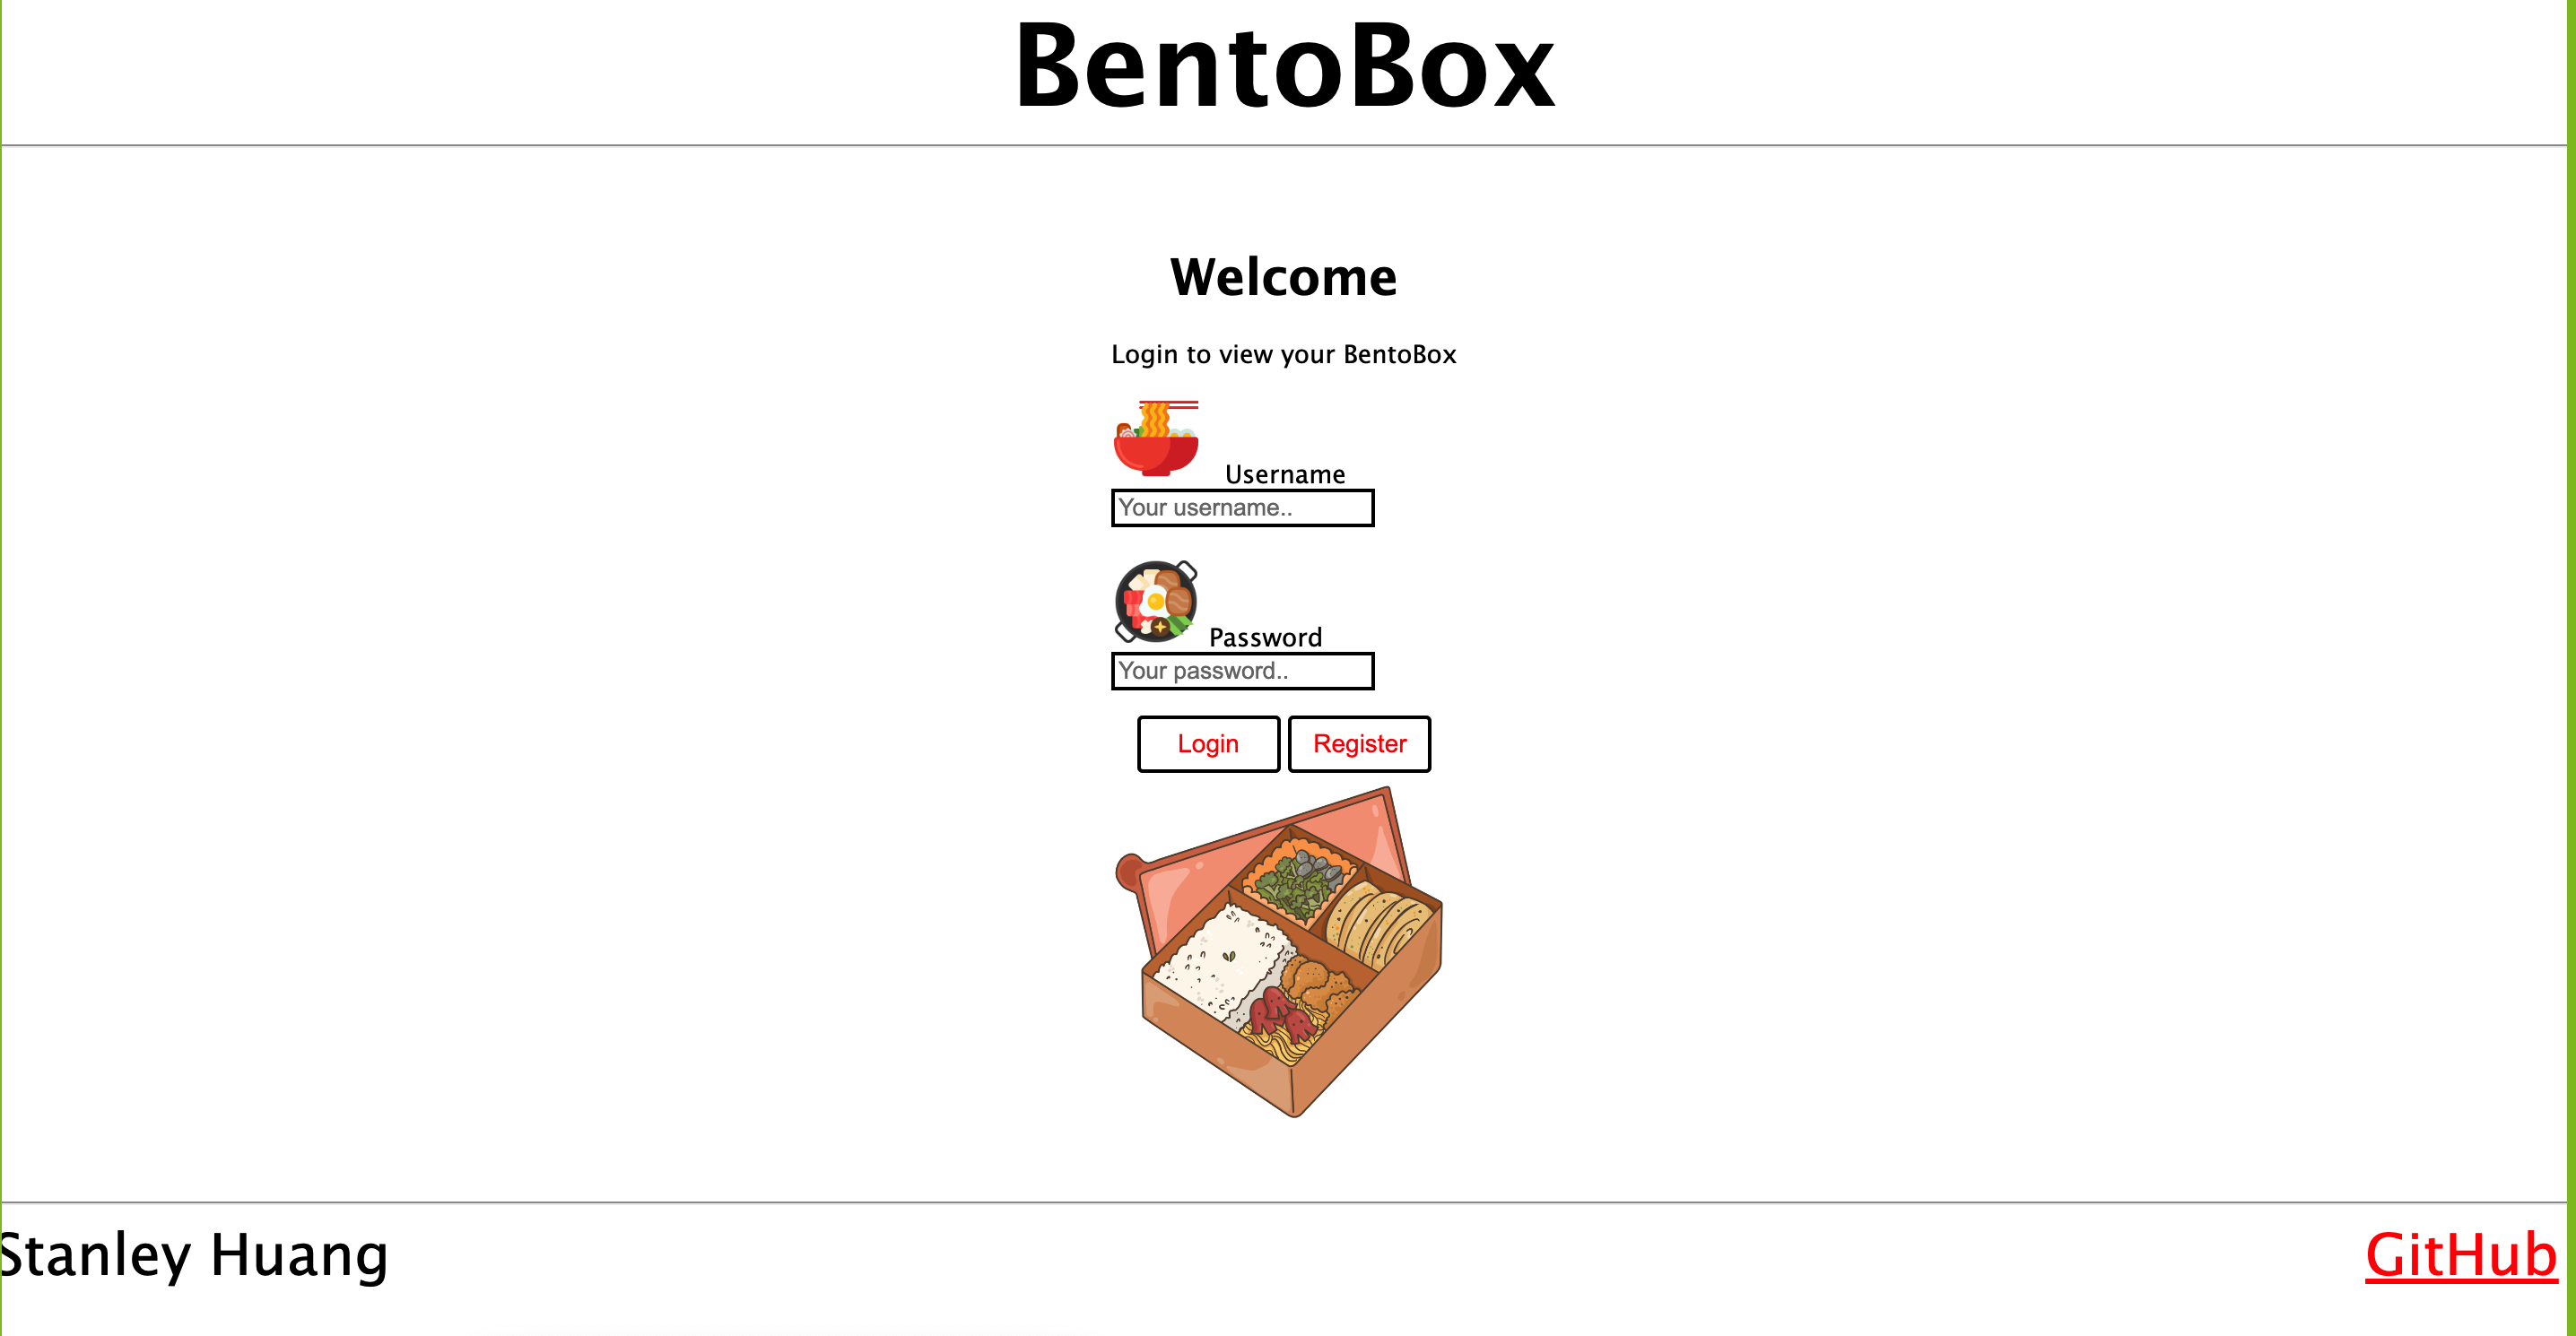 BentoBox
Welcome
Login to view your BentoBox
Username
Your username..
Password
Your password..
Login Register
Stanley Huang GitHub